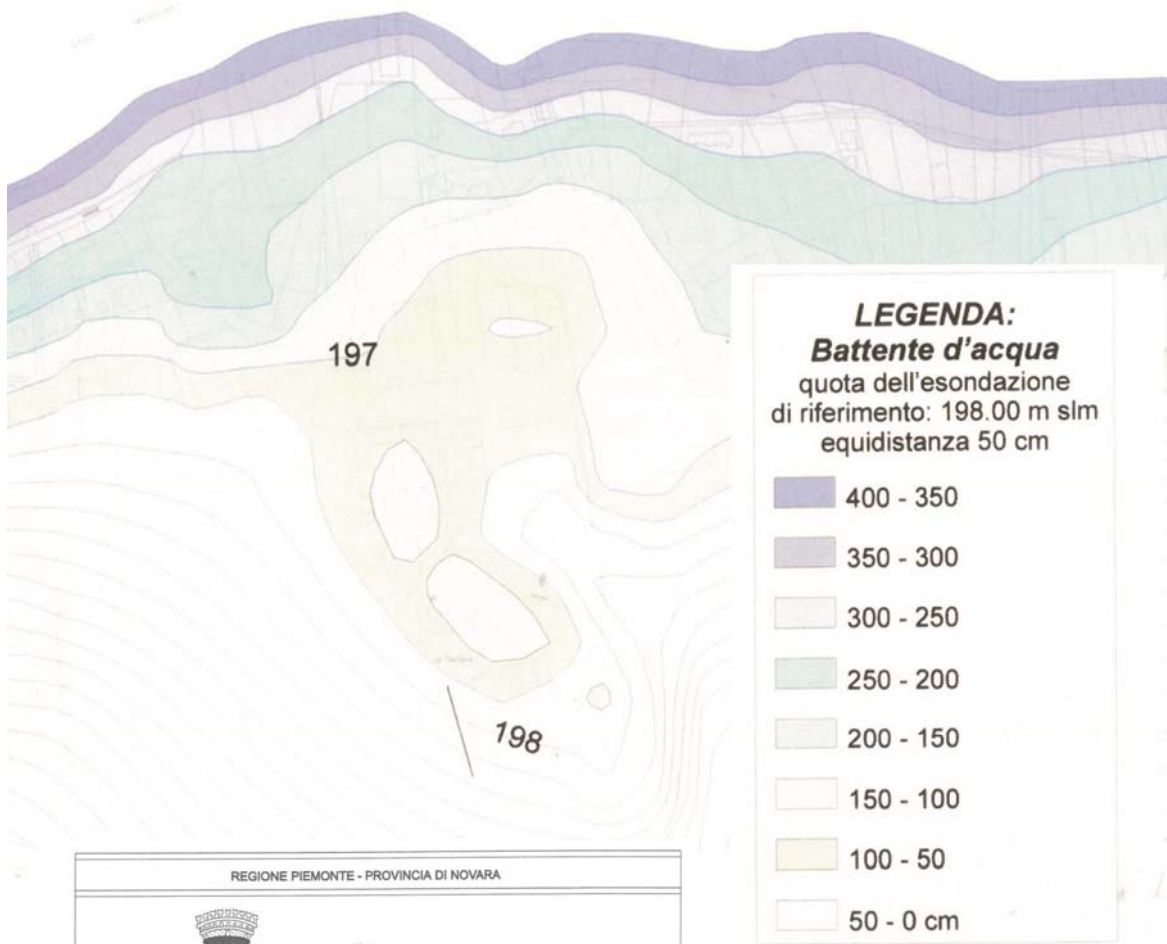 197
198
LEGENDA:
Battente d'acqua
quota dell'esondazione
di riferimento: 198.00 m slm
equidistanza 50 cm
400 - 350
350 - 300
300 - 250
250 - 200
200 - 150
150 - 100
100 - 50
50 - 0 cm
REGIONE PIEMONTE - PROVINCIA DI NOVARA